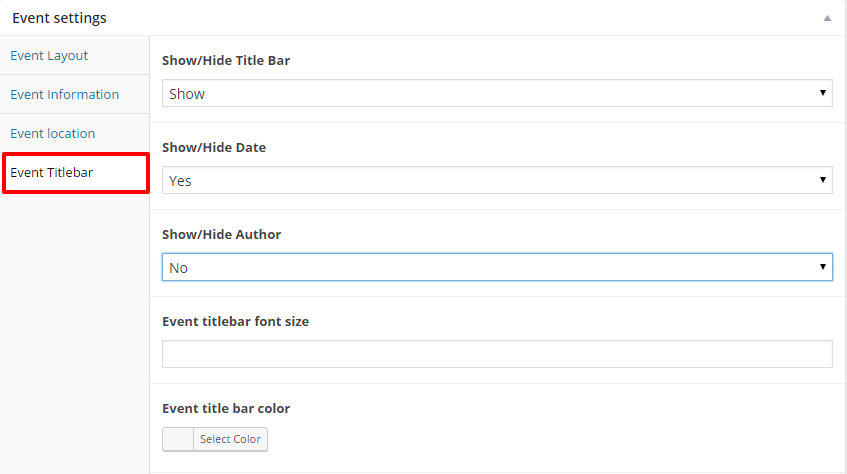 Event settings
Event Layout
Event Information
Event location
Event Titlebar
Show/Hide Title Bar
Show
Show/Hide Date
Yes
Show/Hide Author
No
Event titlebar font size
Event title bar color
Select Color